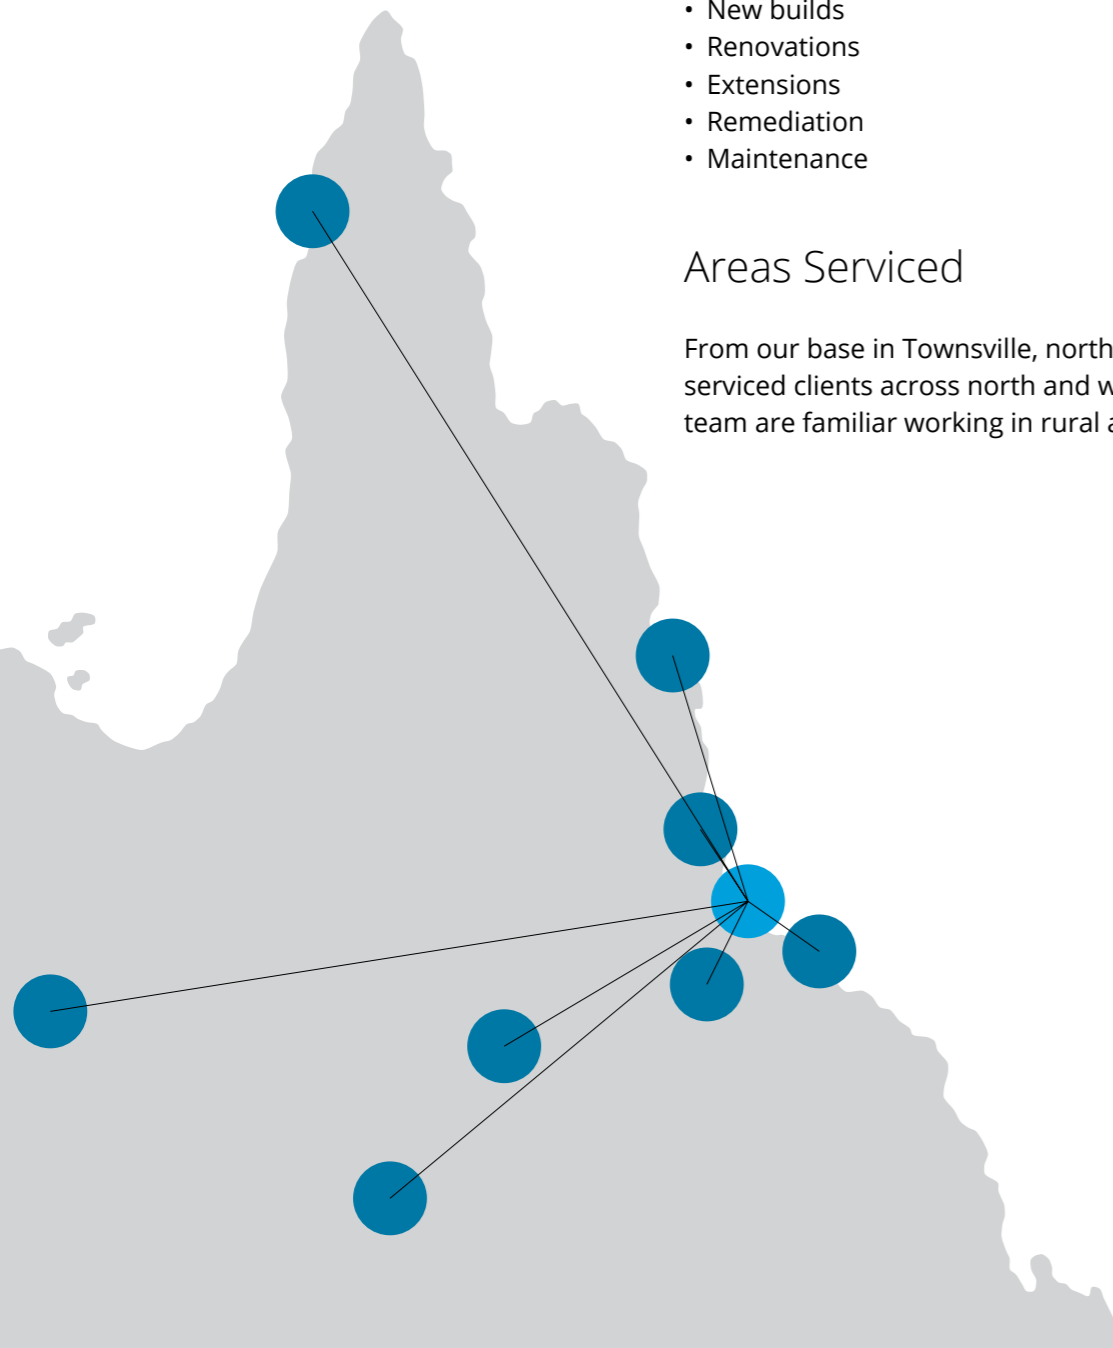 • New builds
• Renovations
• Extensions
• Remediation
• Maintenance
Areas Serviced
From our base in Townsville, north
serviced clients across north and w
team are familiar working in rural a